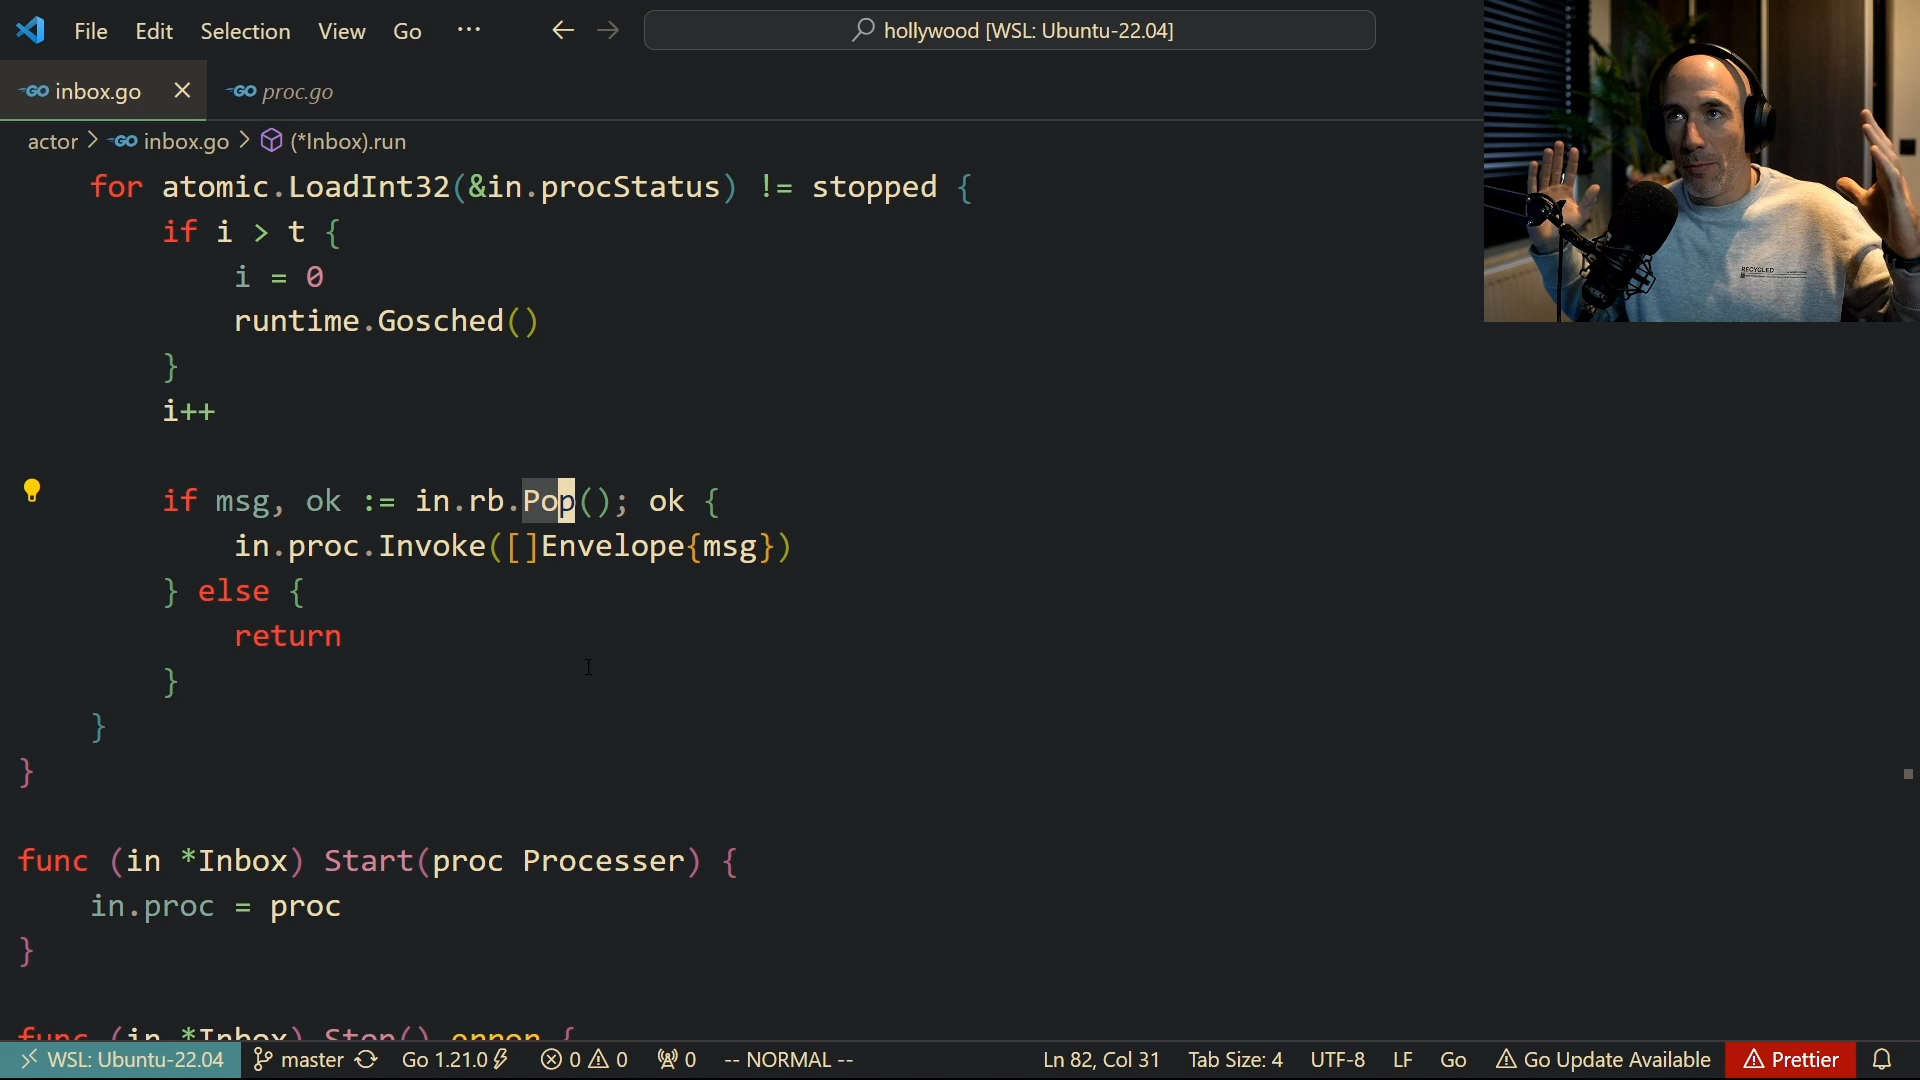 File Edit Selection View Go ··· hollywood [WSL: Ubuntu-22.04]
GO inbox.go GO proc.go
actor > GO inbox.go > (*Inbox).run
for atomic.LoadInt32(&in.procStatus) != stopped {
if i > t {
i = 0
runtime.Gosched()
}
i++
if msg, ok := in.rb.Pop(); ok {
in.proc.Invoke([]Envelope{msg})
} else {
return
}
}
}
func (in *Inbox) Start(proc Processer) {
in.proc = proc
}
func (in *Inbox) Stop() error {
WSL: Ubuntu-22.04 master Go 1.21.0 0 0 0 -- NORMAL -- Ln 82, Col 31 Tab Size: 4 UTF-8 LF Go Go Update Available Prettier
RECYCLED